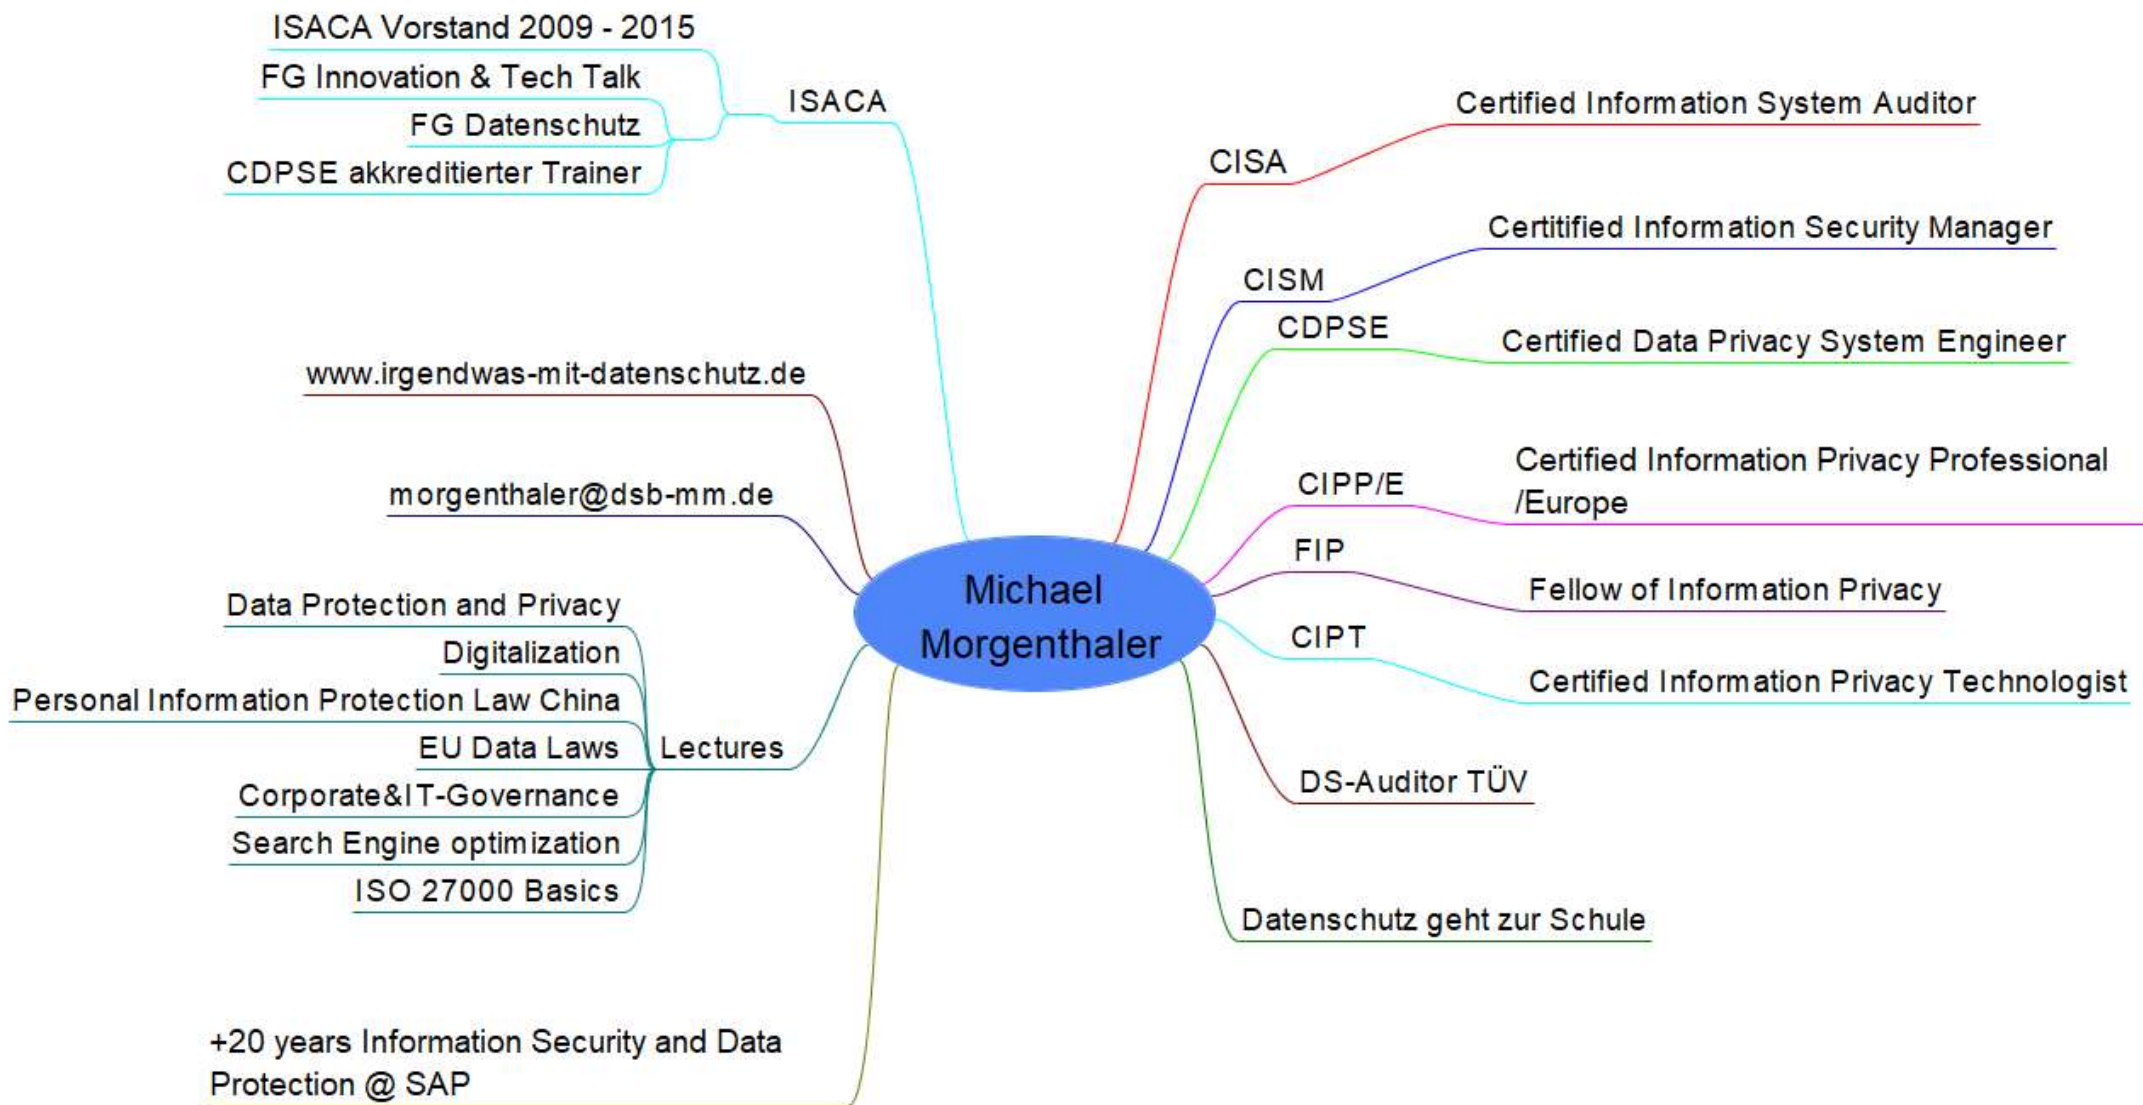 ISACA Vorstand 2009 - 2015
FG Innovation & Tech Talk
FG Datenschutz
CDPSE akkreditierter Trainer
ISACA
www.irgendwas-mit-datenschutz.de
morgenthaler@dsb-mm.de
Data Protection and Privacy
Digitalization
Personal Information Protection Law China
EU Data Laws
Corporate&IT-Governance
Search Engine optimization
ISO 27000 Basics
Lectures
+20 years Information Security and Data
Protection @ SAP
Michael
Morgenthaler
CISA
Certified Information System Auditor
CISM
Certitified Information Security Manager
CDPSE
Certified Data Privacy System Engineer
CIPP/E
Certified Information Privacy Professional
/Europe
FIP
Fellow of Information Privacy
CIPT
Certified Information Privacy Technologist
DS-Auditor TÜV
Datenschutz geht zur Schule